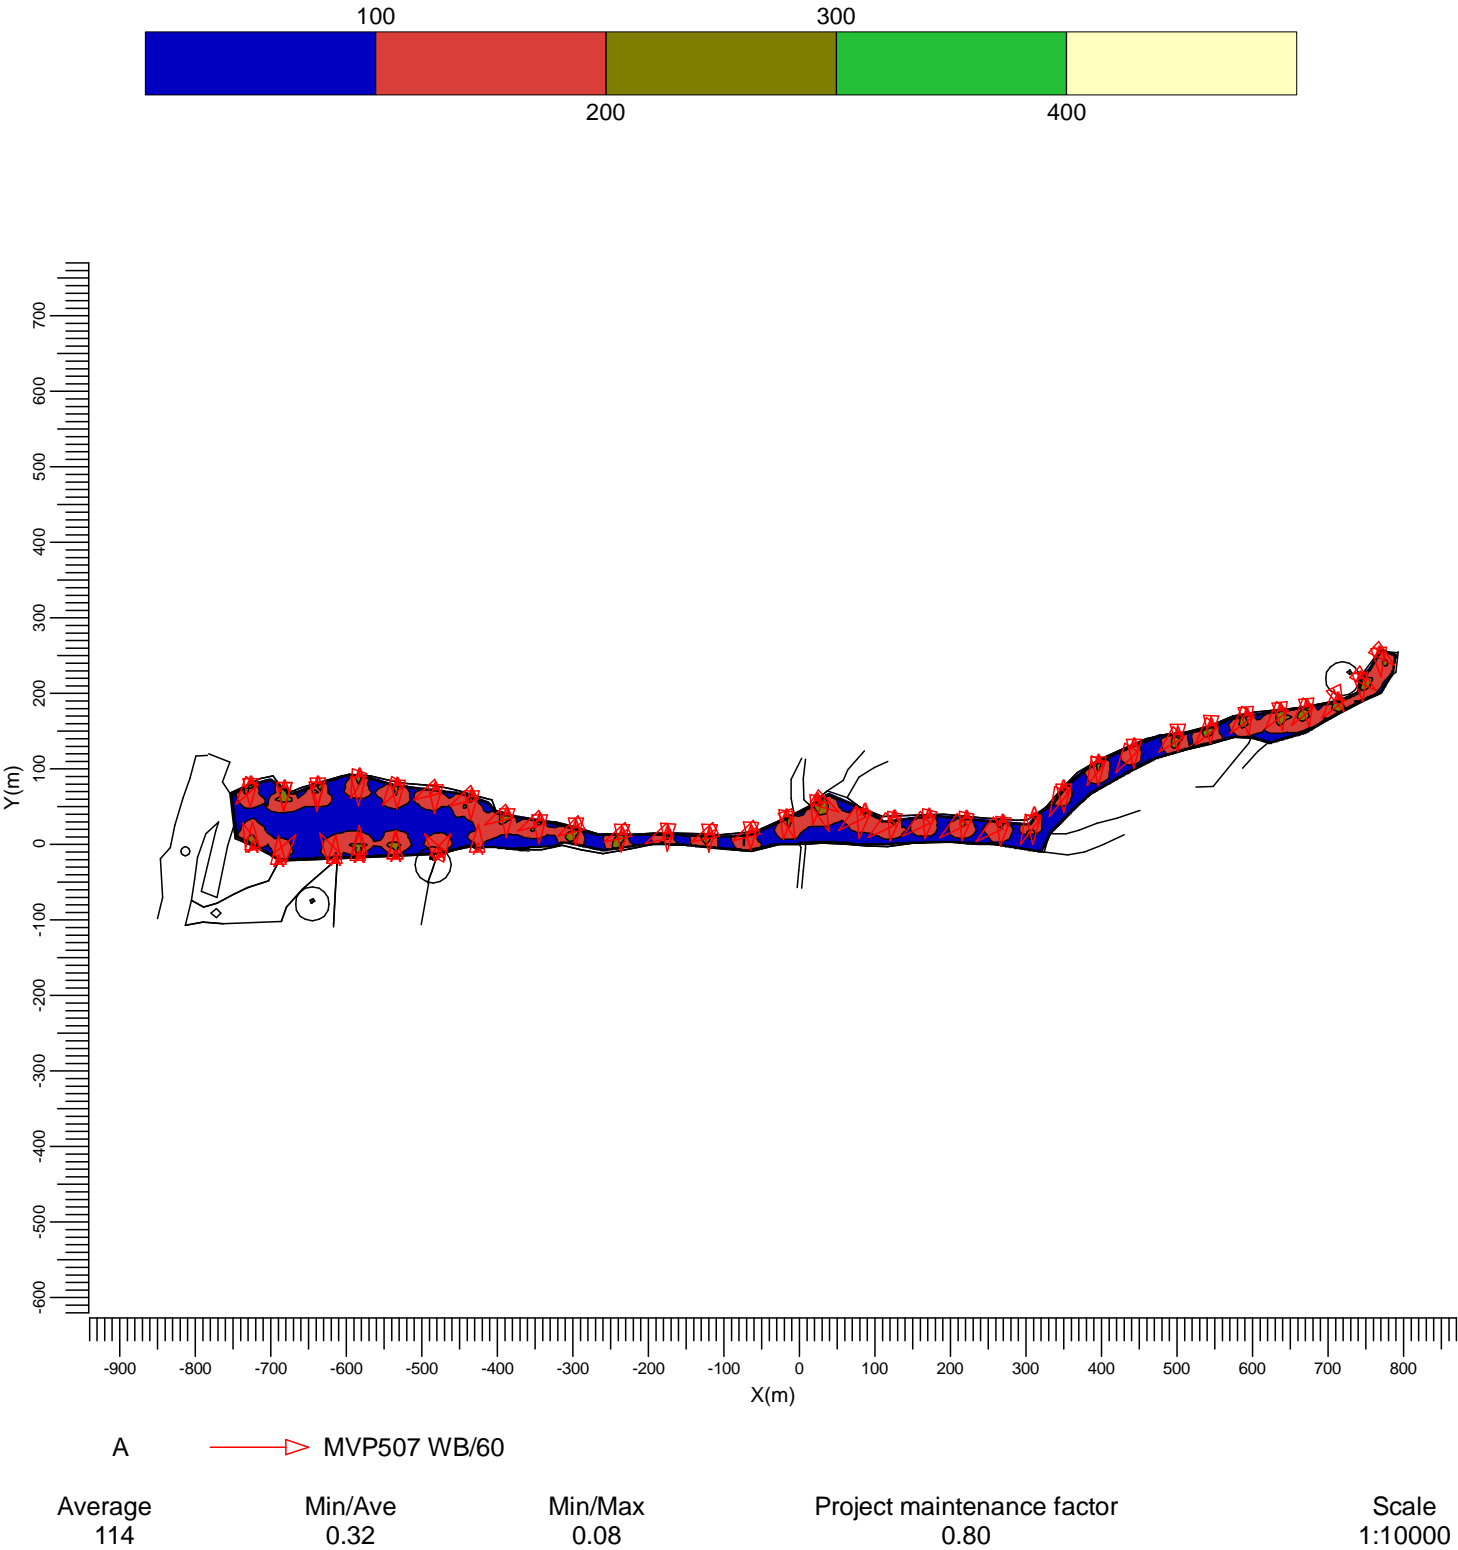 100 300
200 400
700
600
500
400
300
200
100
0
-100
-200
-300
-400
-500
-600
Y(m)
-900 -800 -700 -600 -500 -400 -300 -200 -100 0 100 200 300 400 500 600 700 800
X(m)
A MVP507 WB/60
Average Min/Ave Min/Max Project maintenance factor Scale
114 0.32 0.08 0.80 1:10000